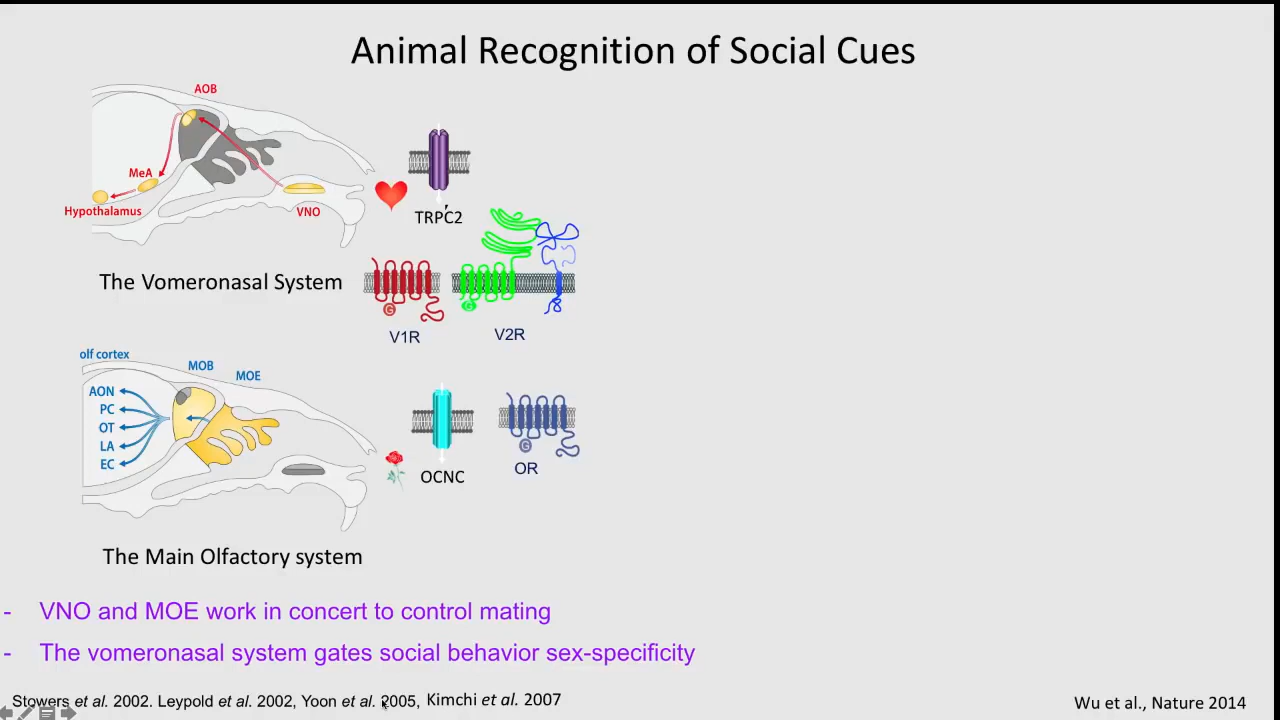 Animal Recognition of Social Cues
AOB
MeA
Hypothalamus
VNO
TRPC2
The Vomeronasal System
G
G
V1R
V2R
olf cortex
MOB
MOE
AON
PC
OT
LA
EC
G
OCNC
OR
The Main Olfactory system
- VNO and MOE work in concert to control mating
- The vomeronasal system gates social behavior sex-specificity
Stowers et al. 2002. Leypold et al. 2002, Yoon et al. 2005, Kimchi et al. 2007
Wu et al., Nature 2014